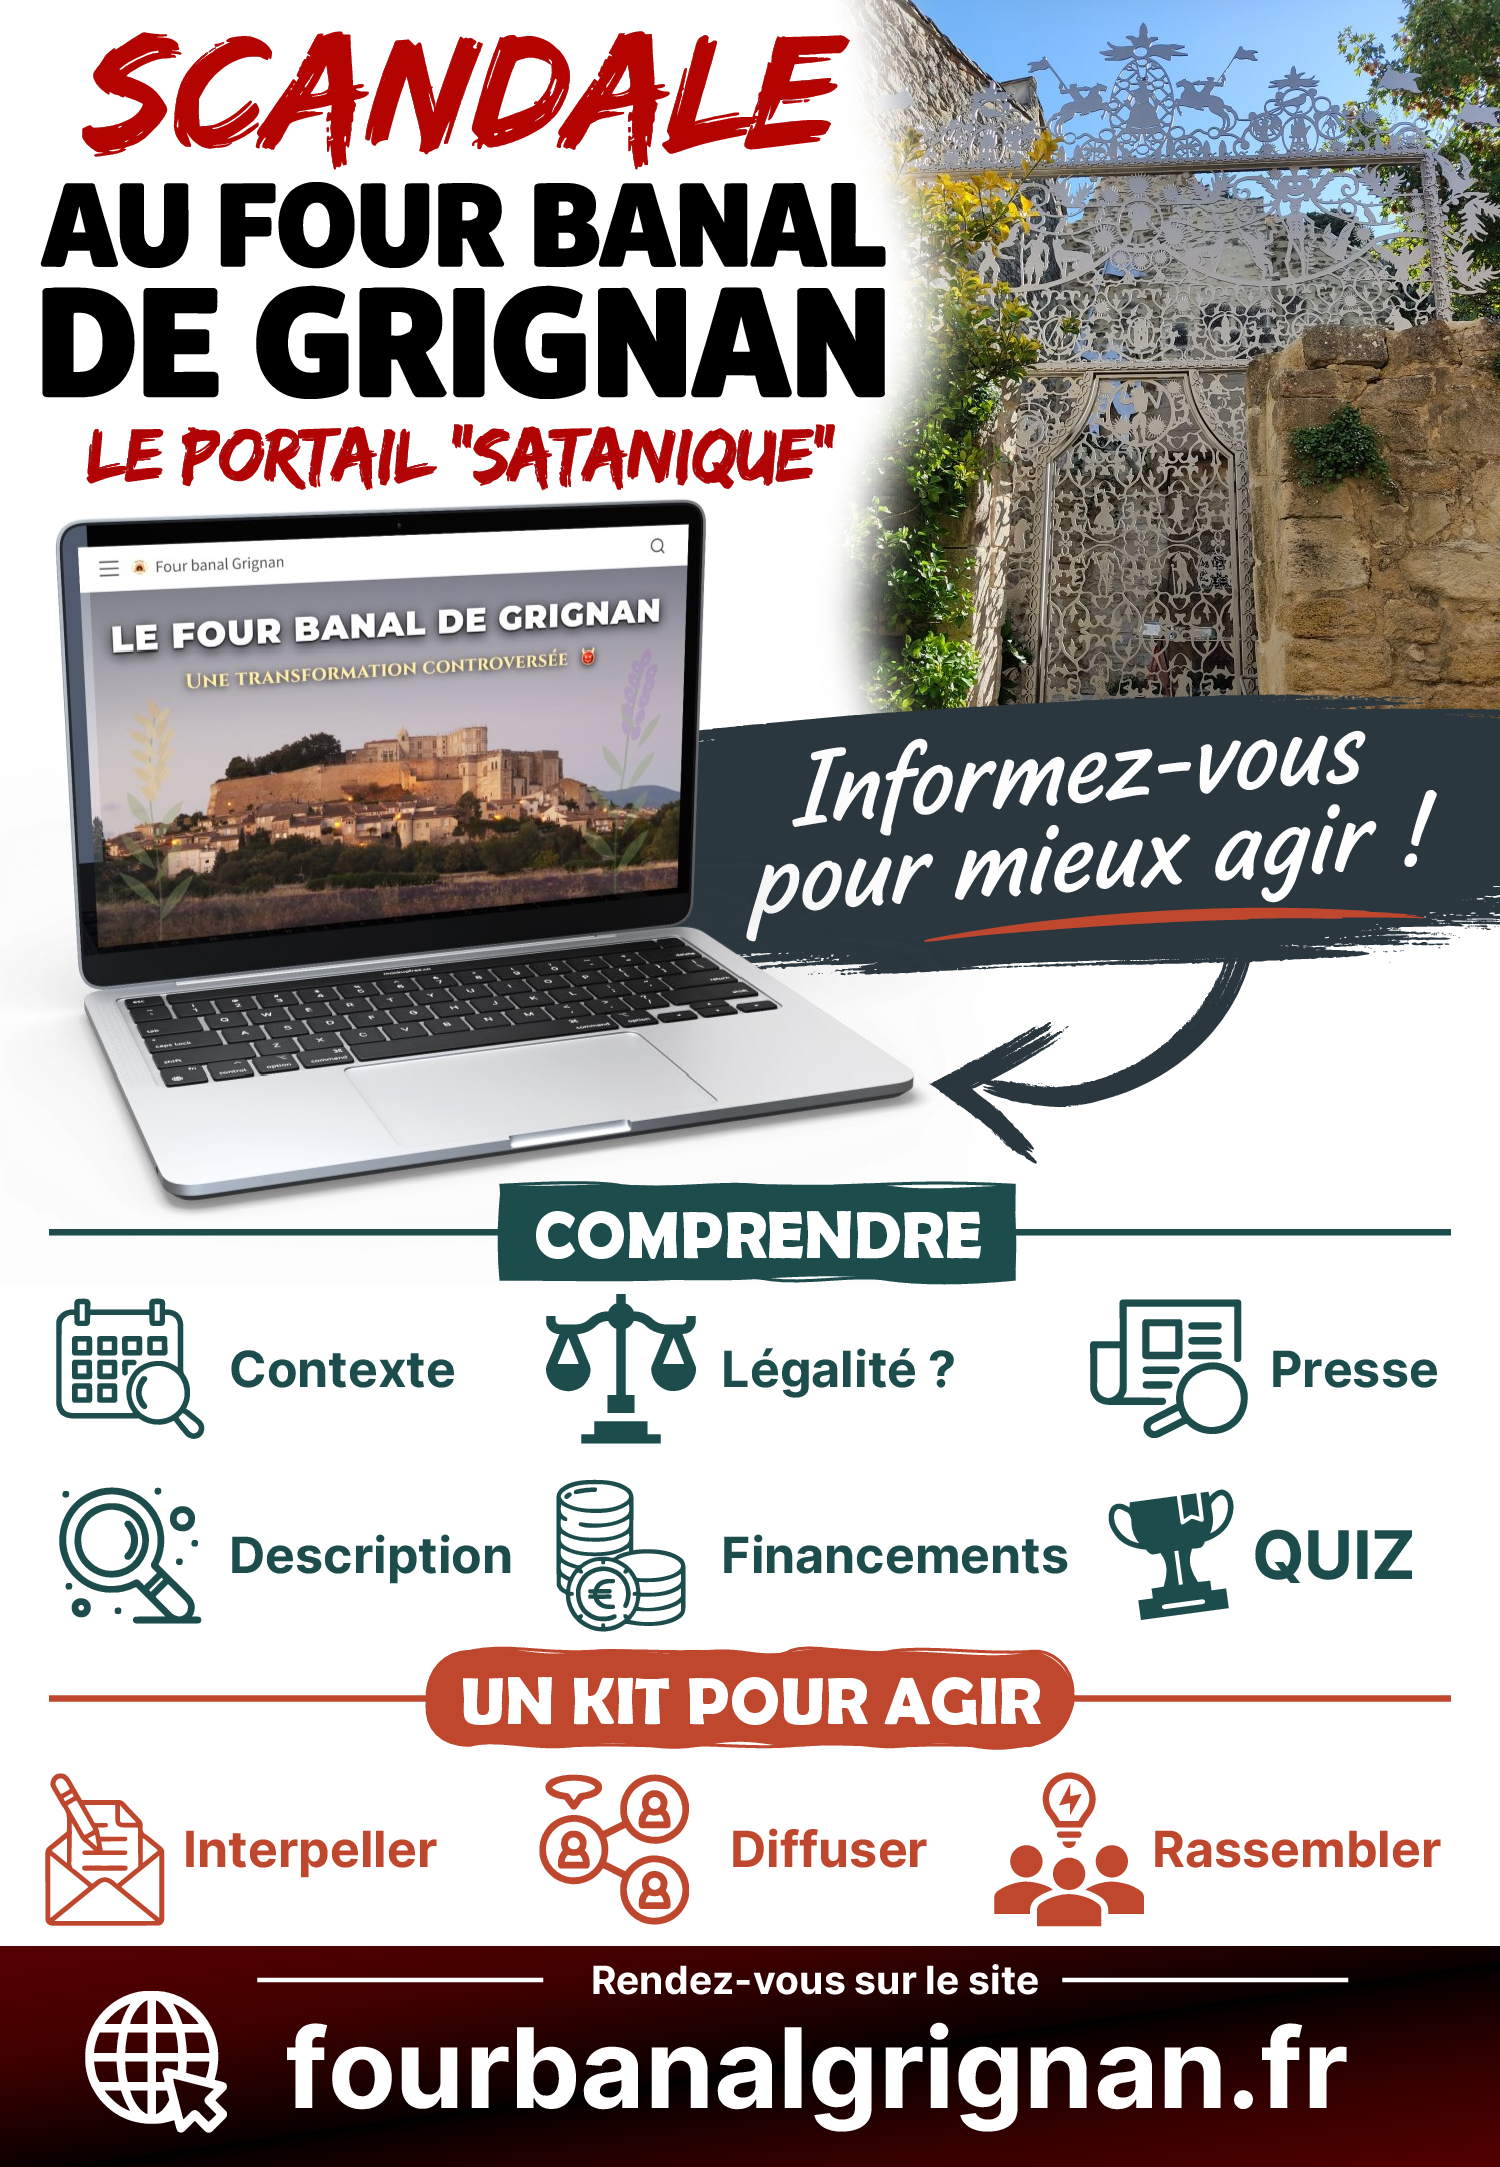 SCANDALE
AU FOUR BANAL
DE GRIGNAN
LE PORTAIL "SATANIQUE"
Four banal Grignan
LE FOUR BANAL DE GRIGNAN
UNE TRANSFORMATION CONTROVERSÉE
Informez-vous
pour mieux agir !
COMPRENDRE
Contexte
Légalité ?
Presse
Description
Financements
QUIZ
UN KIT POUR AGIR
Interpeller
Diffuser
Rassembler
Rendez-vous sur le site
fourbanalgrignan.fr